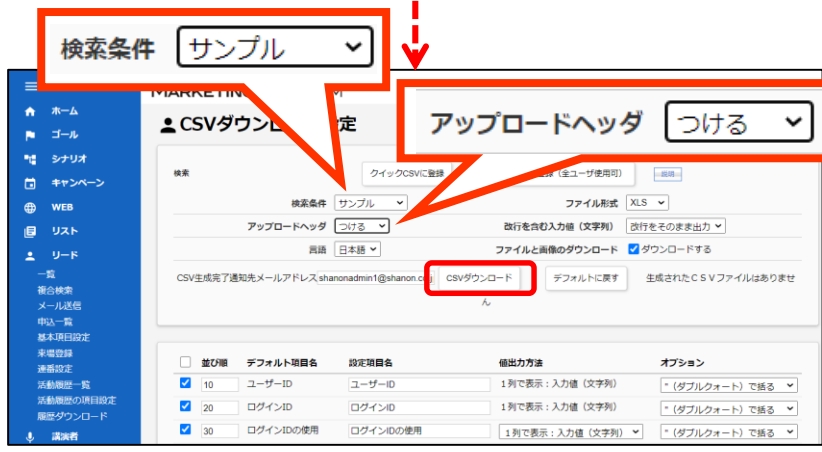 検索条件 サンプル
MARKETIN M
アップロードヘッダ つける
ホーム
ゴール
シナリオ
キャンペーン
WEB
リスト
リード
一覧
複合検索
メール送信
申込一覧
基本項目設定
来場登録
連番設定
活動履歴一覧
活動履歴の項目設定
履歴ダウンロード
講演者
CSVダウンロ 定
検索 クイックCSVに登録 (全ユーザ使用可)
検索条件 サンプル ファイル形式 XLS
アップロードヘッダ つける 改行を含む入力値（文字列） 改行をそのまま出力
言語 日本語 ファイルと画像のダウンロード ダウンロードする
CSV生成完了通知先メールアドレス shanonadmin1@shanon.co.j CSVダウンロード デフォルトに戻す 生成されたＣＳＶファイルはありませ
ん
並び順 デフォルト項目名 設定項目名 値出力方法 オプション
10 ユーザーID ユーザーID 1列で表示：入力値（文字列） "（ダブルクォート）で括る
20 ログインID ログインID 1列で表示：入力値（文字列） "（ダブルクォート）で括る
30 ログインIDの使用 ログインIDの使用 1列で表示：入力値（文字列） "（ダブルクォート）で括る